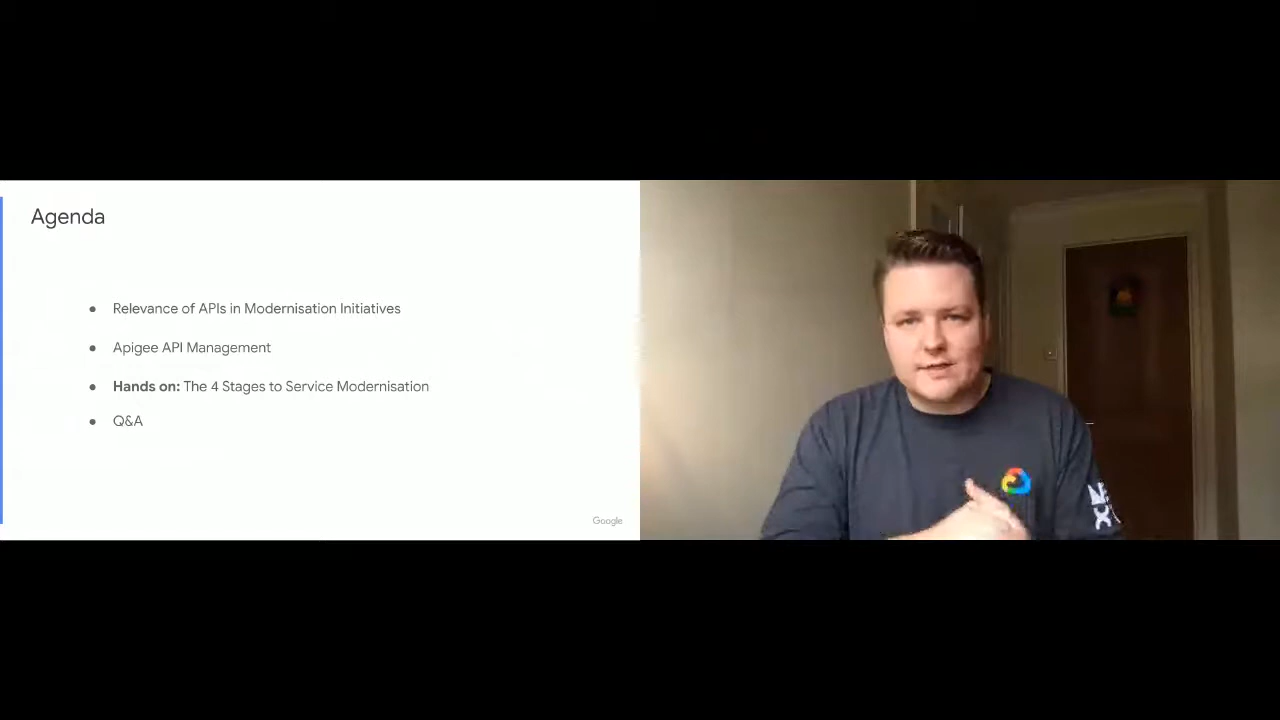 Agenda
● Relevance of APIs in Modernisation Initiatives
● Apigee API Management
● Hands on: The 4 Stages to Service Modernisation
● Q&A
Google